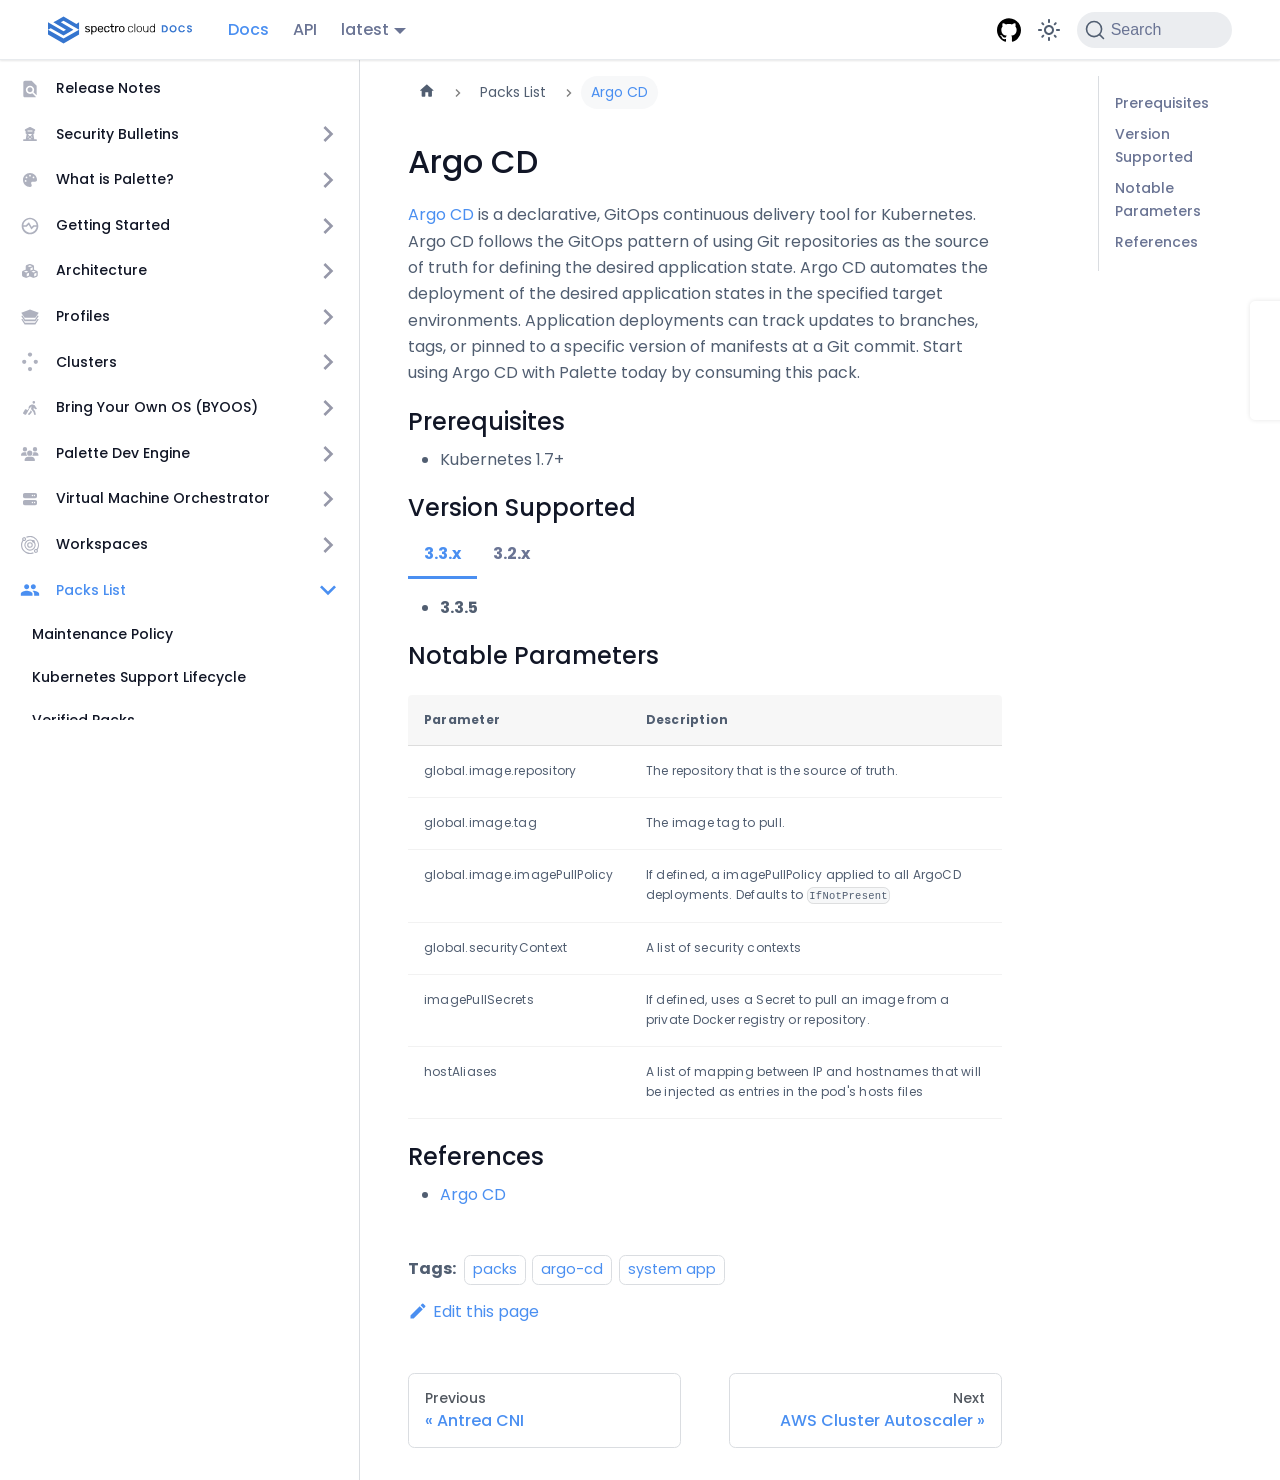 spectro cloud DOCS
Docs
API
latest
Search
Release Notes
Security Bulletins
What is Palette?
Getting Started
Architecture
Profiles
Clusters
Bring Your Own OS (BYOOS)
Palette Dev Engine
Virtual Machine Orchestrator
Workspaces
Packs List
Maintenance Policy
Kubernetes Support Lifecycle
Verified Packs
Packs List
Argo CD
Argo CD
Argo CD is a declarative, GitOps continuous delivery tool for Kubernetes.
Argo CD follows the GitOps pattern of using Git repositories as the source
of truth for defining the desired application state. Argo CD automates the
deployment of the desired application states in the specified target
environments. Application deployments can track updates to branches,
tags, or pinned to a specific version of manifests at a Git commit. Start
using Argo CD with Palette today by consuming this pack.
Prerequisites
Kubernetes 1.7+
Version Supported
3.3.x 3.2.x
3.3.5
Notable Parameters
Parameter Description
global.image.repository The repository that is the source of truth.
global.image.tag The image tag to pull.
global.image.imagePullPolicy If defined, a imagePullPolicy applied to all ArgoCD
deployments. Defaults to IfNotPresent
global.securityContext A list of security contexts
imagePullSecrets If defined, uses a Secret to pull an image from a
private Docker registry or repository.
hostAliases A list of mapping between IP and hostnames that will
be injected as entries in the pod's hosts files
References
Argo CD
Tags: packs argo-cd system app
Edit this page
Previous
« Antrea CNI
Next
AWS Cluster Autoscaler »
Prerequisites
Version
Supported
Notable
Parameters
References